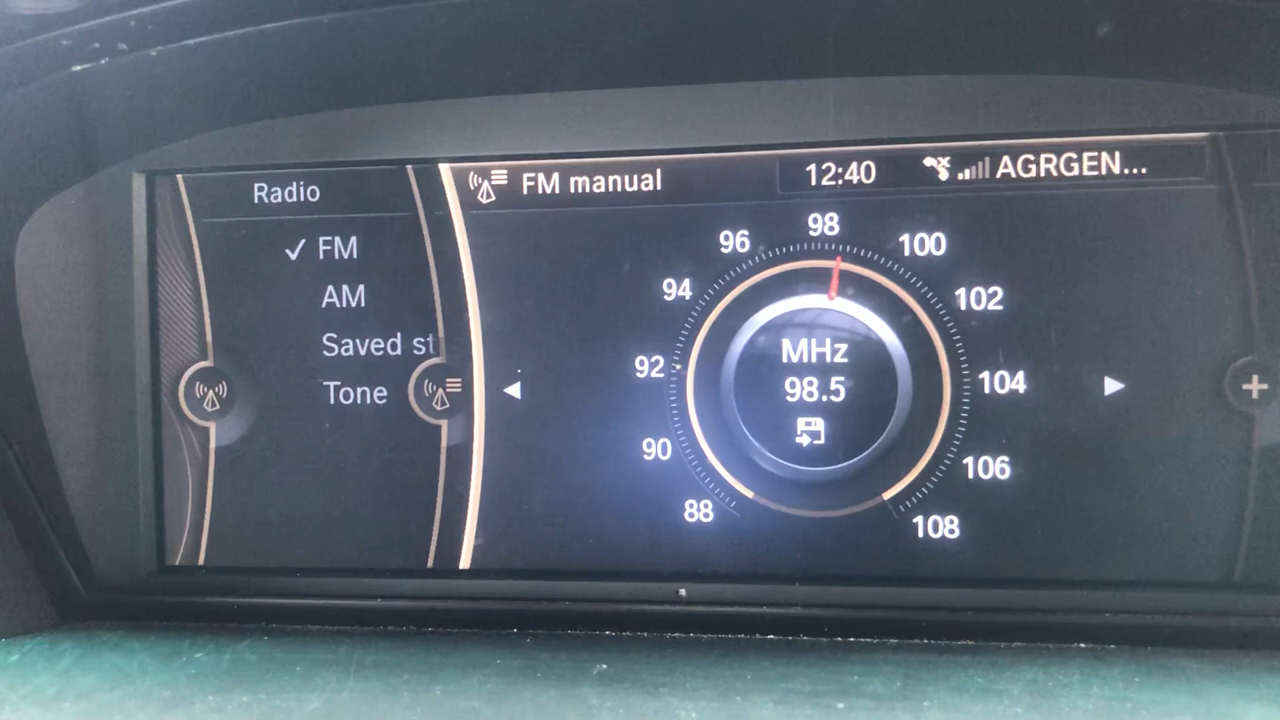 Radio
FM manual
12:40
AGRGEN...
✓ FM
AM
Saved st
Tone
88
90
92
94
96
98
100
102
104
106
108
MHz
98.5